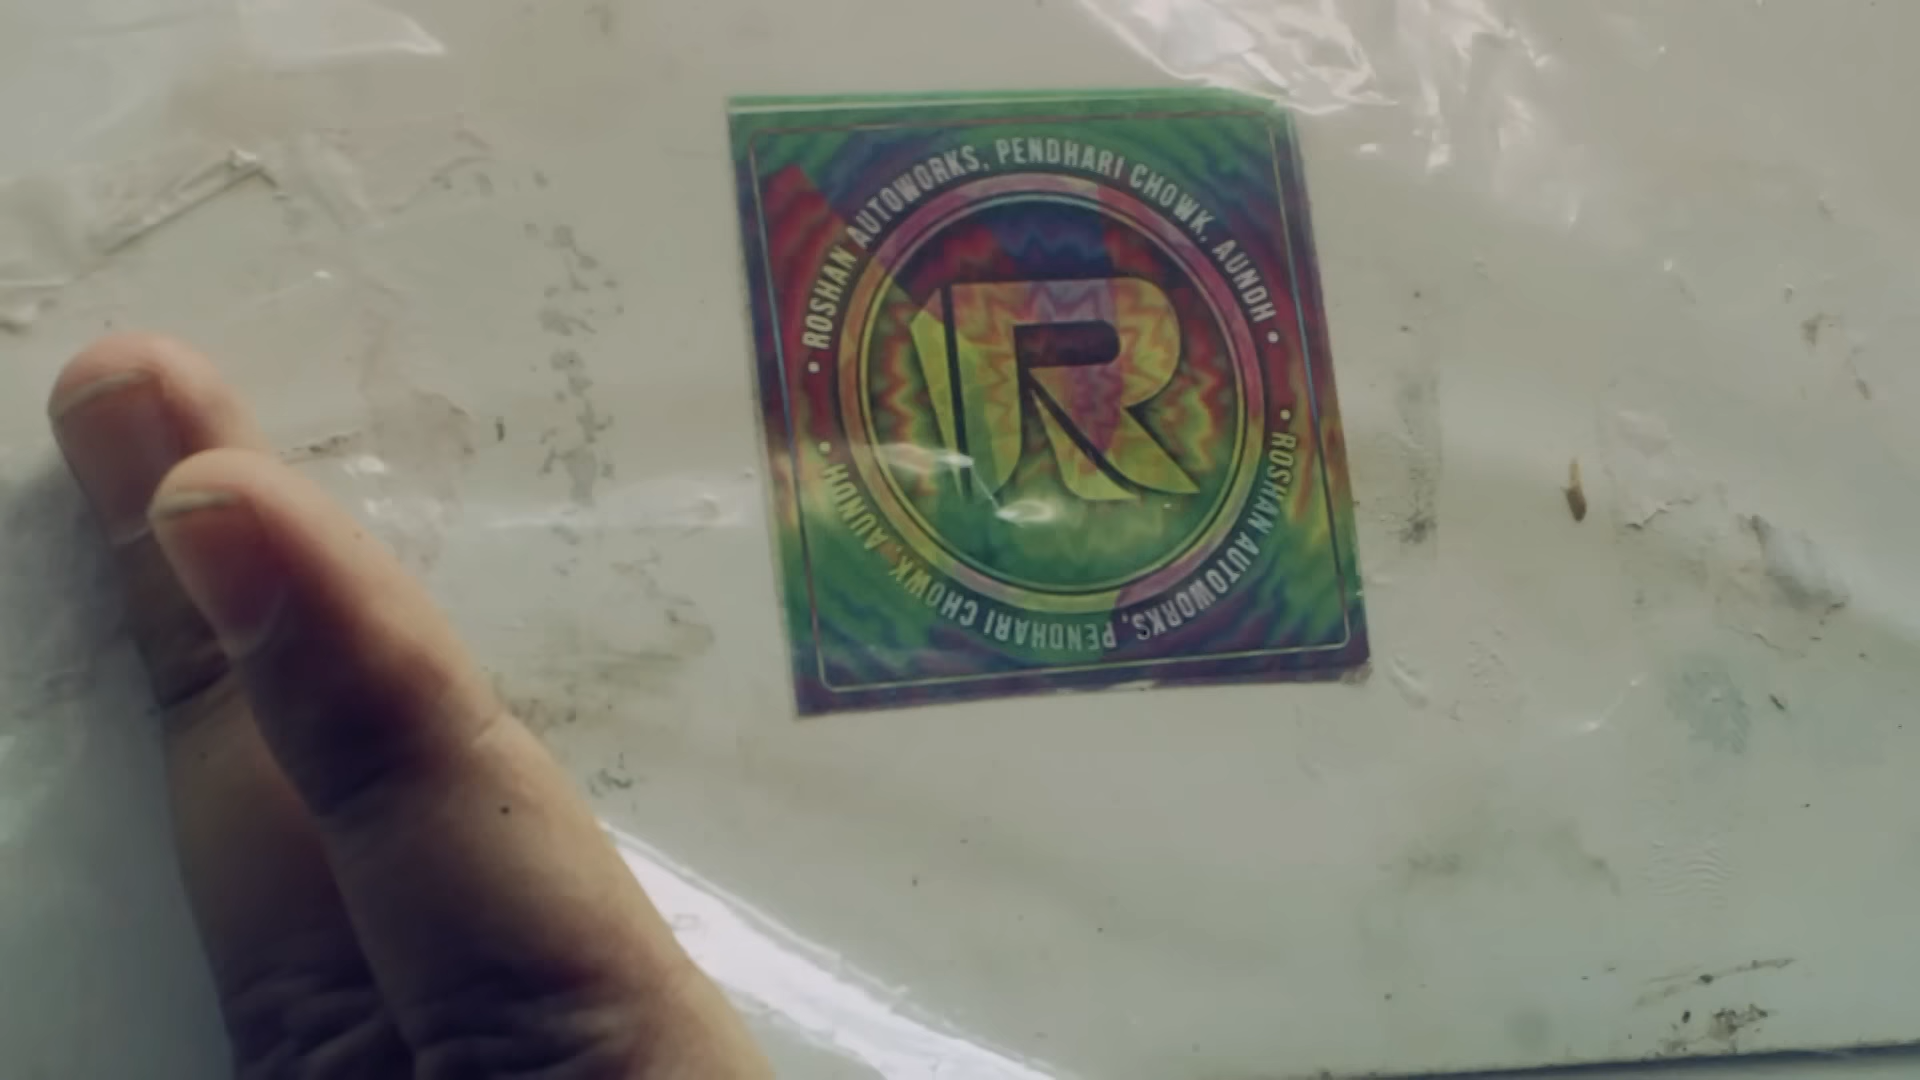 • ROSHAN AUTOWORKS, PENDHARI CHOWK, AUNDH •
R
• ROSHAN AUTOWORKS, PENDHARI CHOWK, AUNDH •